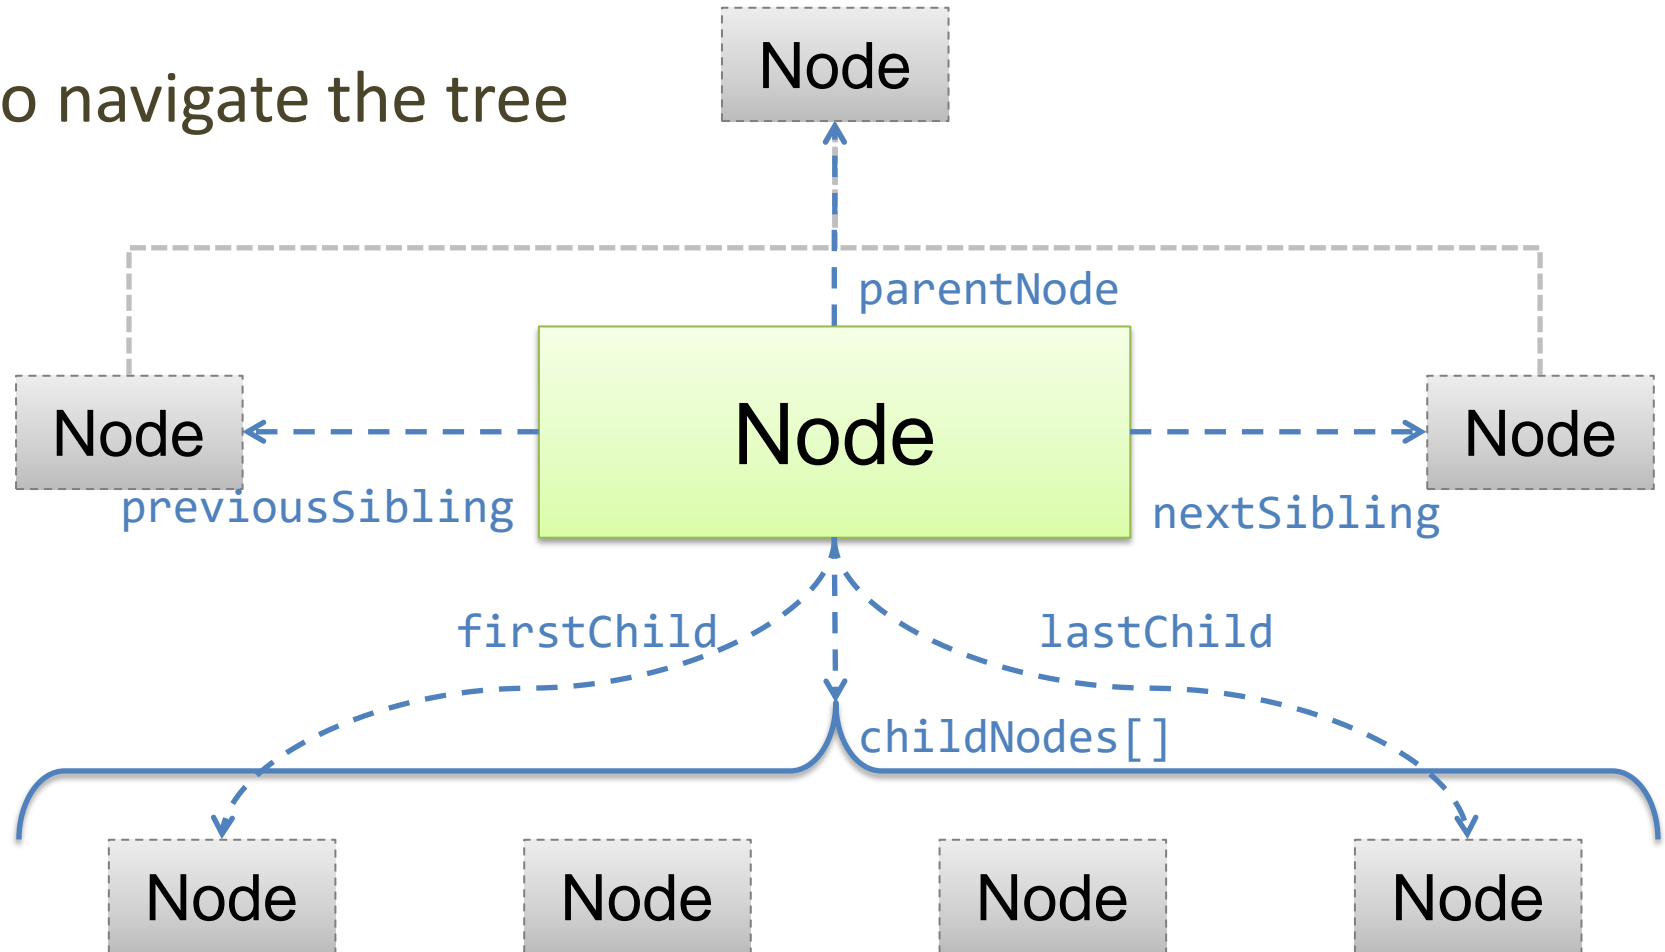 Node
o navigate the tree
parentNode
Node
Node
Node
previousSibling
nextSibling
firstChild
lastChild
childNodes[]
Node
Node
Node
Node